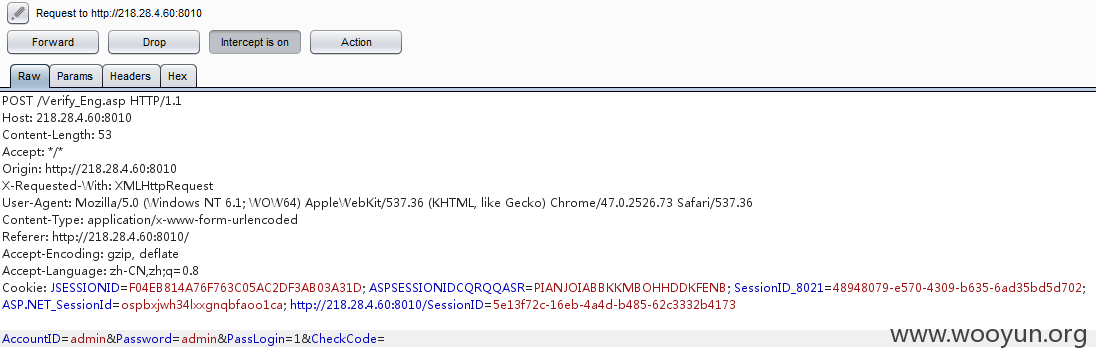 Request to http://218.28.4.60:8010
Forward Drop Intercept is on Action
Raw Params Headers Hex
POST /Verify_Eng.asp HTTP/1.1
Host: 218.28.4.60:8010
Content-Length: 53
Accept: */*
Origin: http://218.28.4.60:8010
X-Requested-With: XMLHttpRequest
User-Agent: Mozilla/5.0 (Windows NT 6.1; WOW64) AppleWebKit/537.36 (KHTML, like Gecko) Chrome/47.0.2526.73 Safari/537.36
Content-Type: application/x-www-form-urlencoded
Referer: http://218.28.4.60:8010/
Accept-Encoding: gzip, deflate
Accept-Language: zh-CN,zh;q=0.8
Cookie: JSESSIONID=F04EB814A76F763C05AC2DF3AB03A31D; ASPSESSIONIDCQRQQASR=PIANJOIABBKKMBOHHDDKFENB; SessionID_8021=48948079-e570-4309-b635-6ad35bd5d702;
ASP.NET_SessionId=ospbxjwh34lxxgnqbfaoo1ca; http://218.28.4.60:8010/SessionID=5e13f72c-16eb-4a4d-b485-62c3332b4173
AccountID=admin&Password=admin&PassLogin=1&CheckCode=
www.wooyun.org